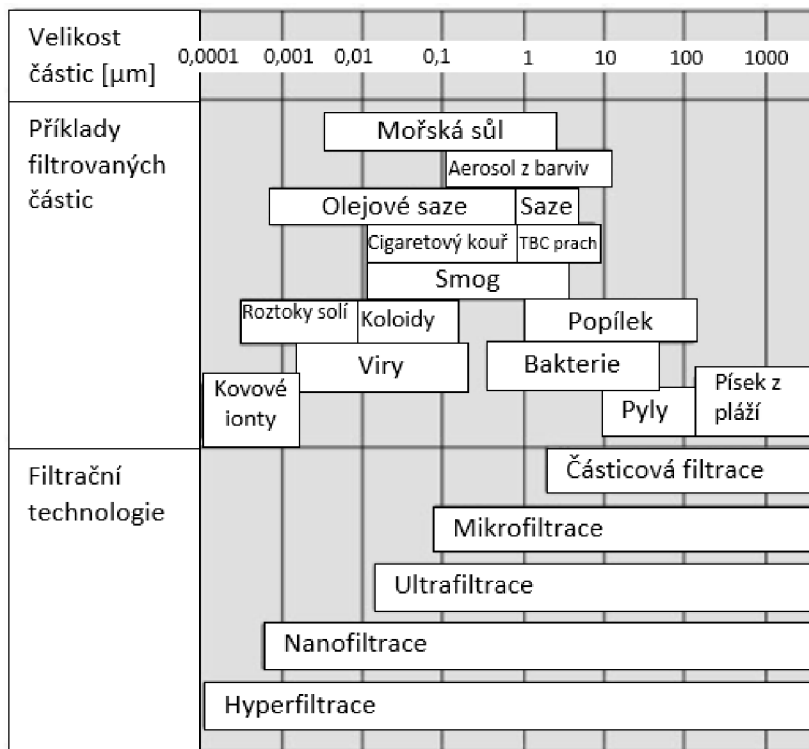 Velikost
částic [µm]
0,0001 0,001 0,01 0,1 1 10 100 1000
Příklady
filtrovaných
částic
Mořská sůl
Aerosol z barviv
Olejové saze
Saze
Cigaretový kouř
TBC prach
Smog
Roztoky solí
Koloidy
Popílek
Viry
Bakterie
Kovové
ionty
Pyly
Písek z
pláží
Filtrační
technologie
Částicová filtrace
Mikrofiltrace
Ultrafiltrace
Nanofiltrace
Hyperfiltrace